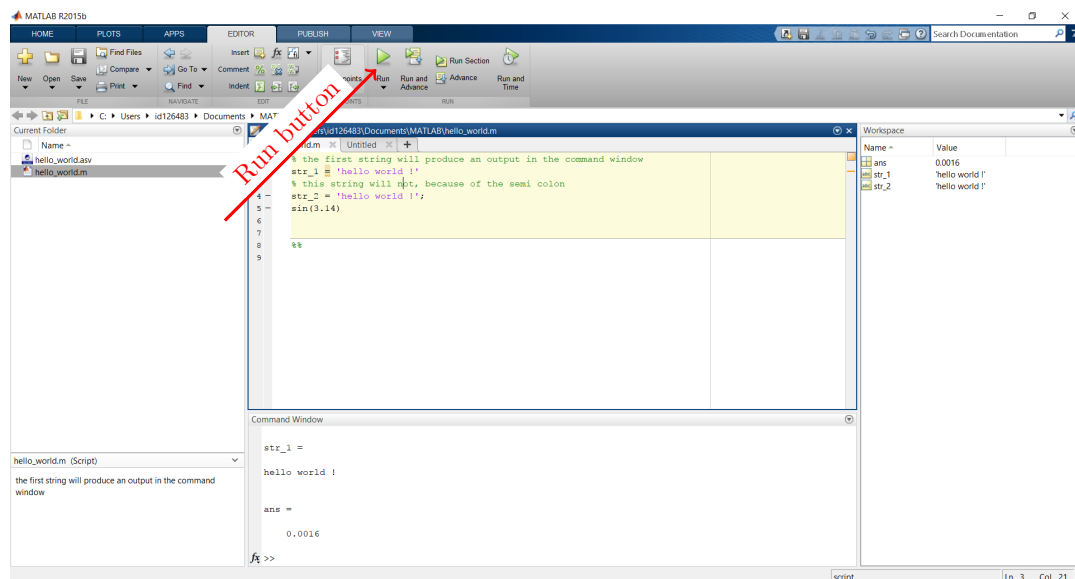 MATLAB R2015b
HOME PLOTS APPS EDITOR PUBLISH VIEW
Search Documentation
New Open Save
Find Files
Compare
Print
Go To
Find
Insert fx
Comment
Indent
Run
Run and Advance
Run Section
Advance
Run and Time
FILE NAVIGATE EDIT RUN
C: Users id126483 Documents
Run button
Current Folder
Name
hello_world.asv
hello_world.m
\id126483\Documents\MATLAB\hello_world.m
Untitled
% the first string will produce an output in the command window
str_1 = 'hello world !'
% this string will not, because of the semi colon
4 – str_2 = 'hello world !';
5 – sin(3.14)
6
7
8 %%
9
Workspace
Name Value
ans 0.0016
str_1 'hello world !'
str_2 'hello world !'
Command Window
str_1 =
hello world !
ans =
0.0016
fx >>
hello_world.m (Script)
the first string will produce an output in the command
window
script Ln 3 Col 21